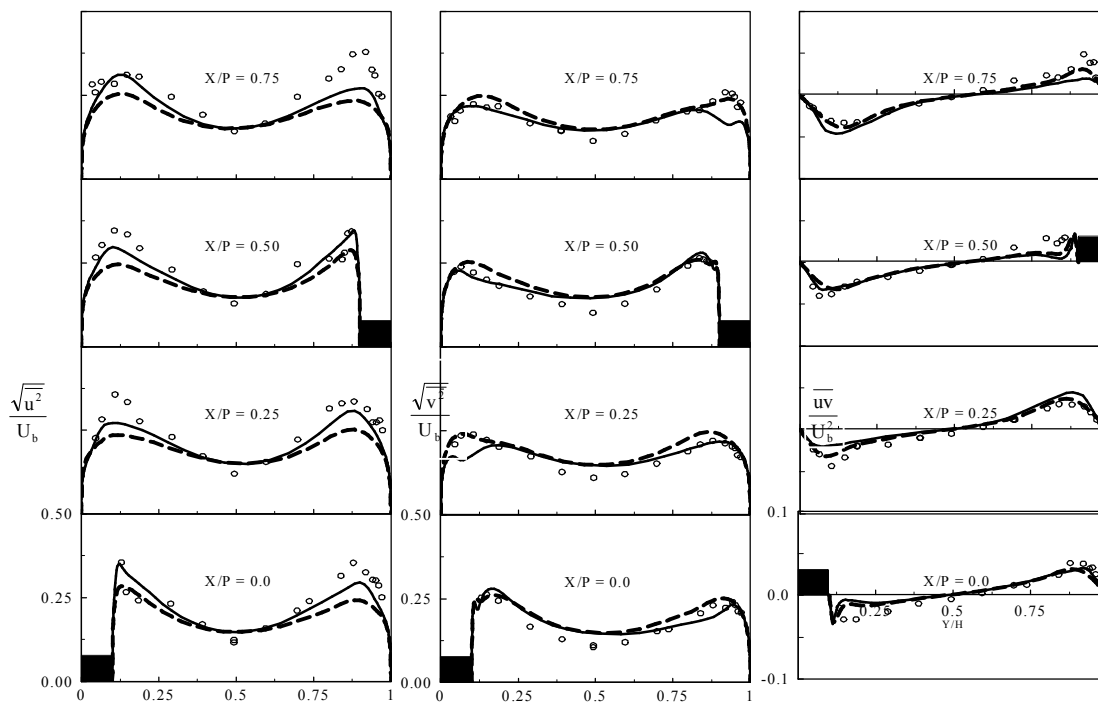 X/P = 0.75
X/P = 0.75
X/P = 0.75
X/P = 0.50
X/P = 0.50
X/P = 0.50
√u²
U_b
X/P = 0.25
√v²
U_b
X/P = 0.25
uv
U_b²
X/P = 0.25
0.50
0.50
0.1
X/P = 0.0
X/P = 0.0
X/P = 0.0
0.25
0.25
0.0
0.25
0.5
0.75
Y/H
0.00
0.00
-0.1
0
0.25
0.5
0.75
1
0
0.25
0.5
0.75
1